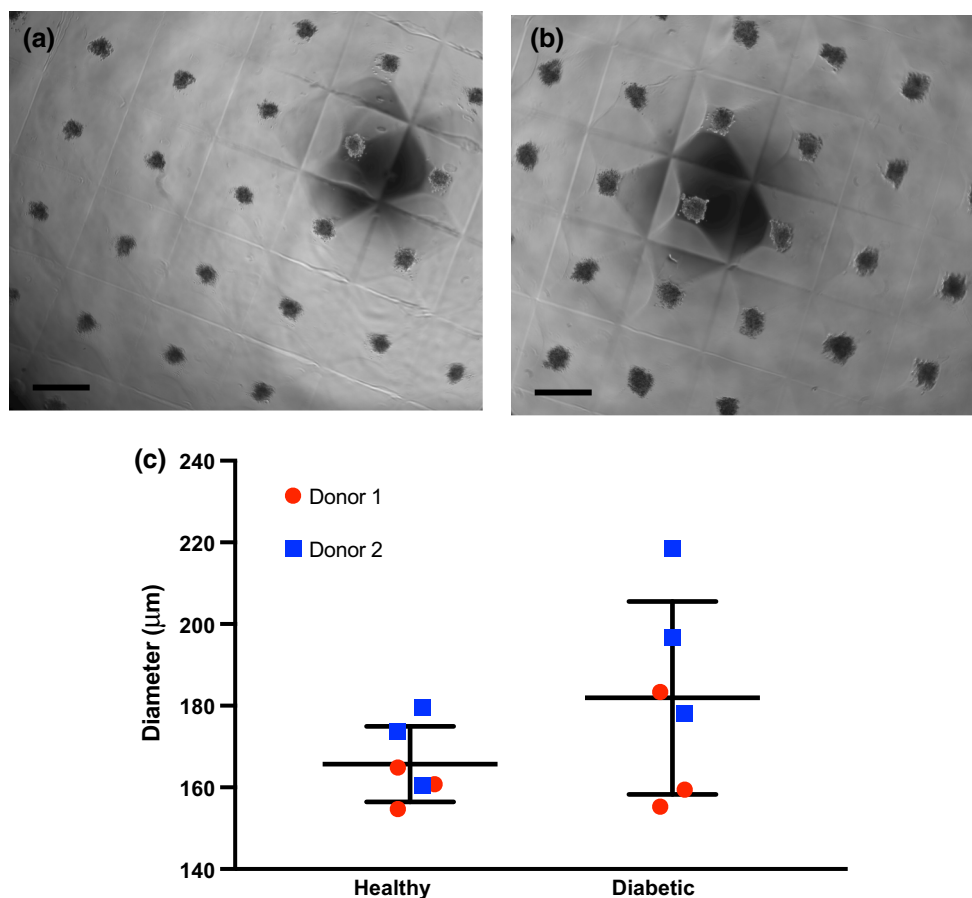 (a)
(b)
(c)
240
220
200
180
160
140
Diameter (μm)
Donor 1
Donor 2
Healthy
Diabetic